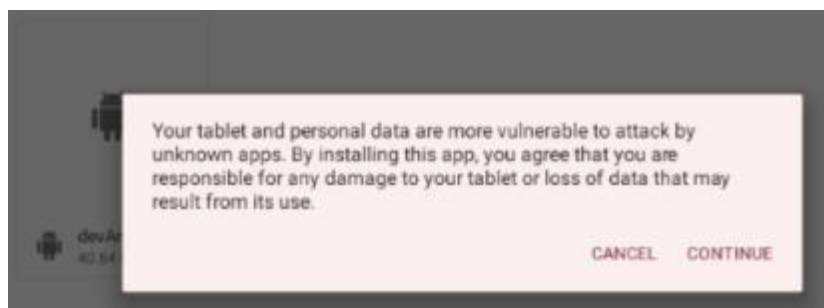 Your tablet and personal data are more vulnerable to attack by
unknown apps. By installing this app, you agree that you are
responsible for any damage to your tablet or loss of data that may
result from its use.
CANCEL CONTINUE